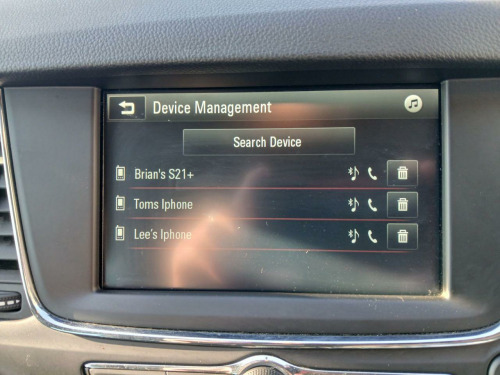 Device Management
Search Device
Brian's S21+
Toms Iphone
Lee's Iphone